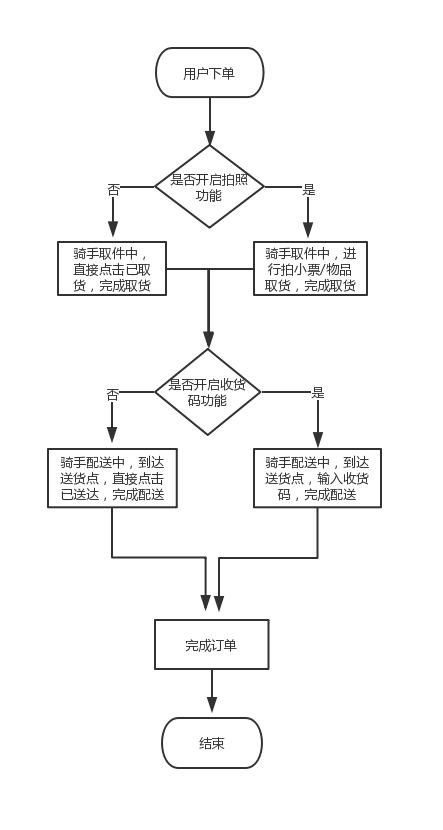 用户下单
是否开启拍照
功能
否
是
骑手取件中，
直接点击已取
货，完成取货
骑手取件中，进
行拍小票/物品
取货，完成取货
是否开启收货
码功能
否
是
骑手配送中，到达
送货点，直接点击
已送达，完成配送
骑手配送中，到达
送货点，输入收货
码，完成配送
完成订单
结束